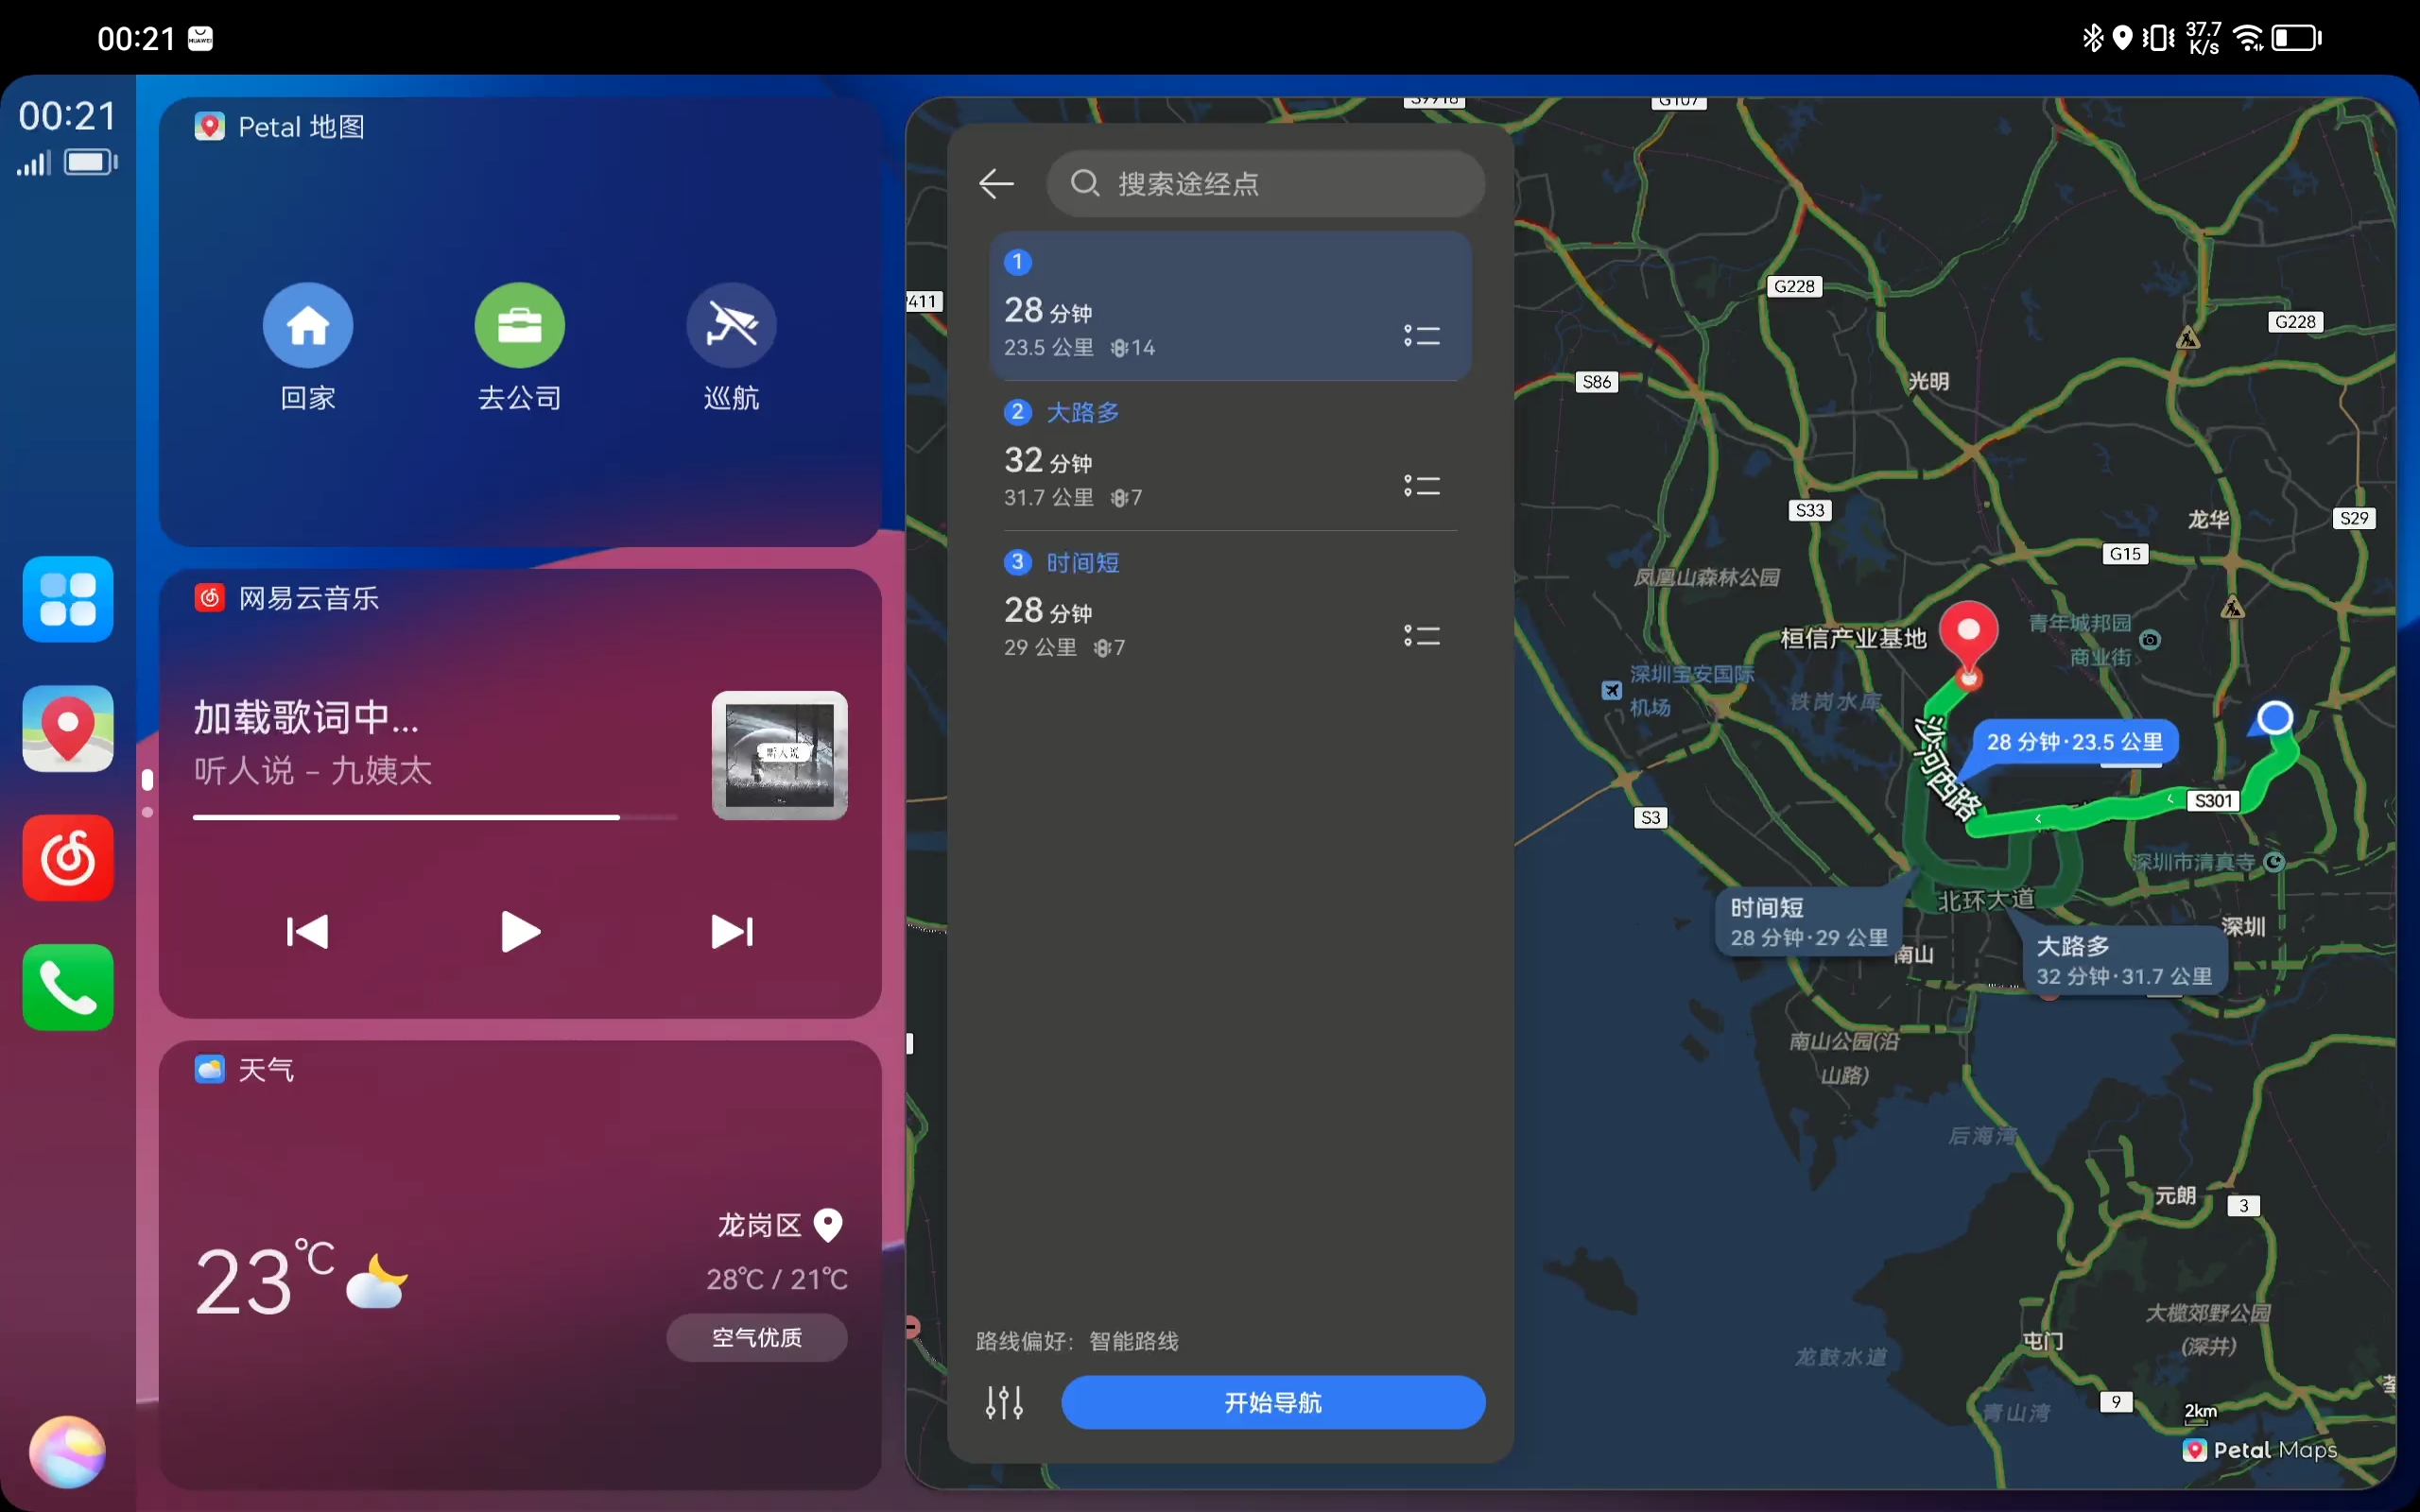 00:21
HUAWEI
37.7
K/s
00:21
Petal 地图
回家
去公司
巡航
网易云音乐
加载歌词中...
听人说 - 九姨太
听人说
天气
23℃
龙岗区
28℃ / 21℃
空气优质
搜索途经点
1
28 分钟
23.5 公里 14
2 大路多
32 分钟
31.7 公里 7
3 时间短
28 分钟
29 公里 7
路线偏好: 智能路线
开始导航
S9918
G107
G228
G228
S86
光明
S33
龙华
S29
G15
凤凰山森林公园
桓信产业基地
青年城邦园
商业街
深圳宝安国际
机场
铁岗水库
沙河西路
28 分钟·23.5 公里
S301
S3
深圳市清真寺
北环大道
时间短
28 分钟·29 公里
南山
深圳
大路多
32 分钟·31.7 公里
南山公园(沿
山路)
后海湾
元朗
3
大榄郊野公园
(深井)
屯门
龙鼓水道
青山湾
9
2km
Petal Maps